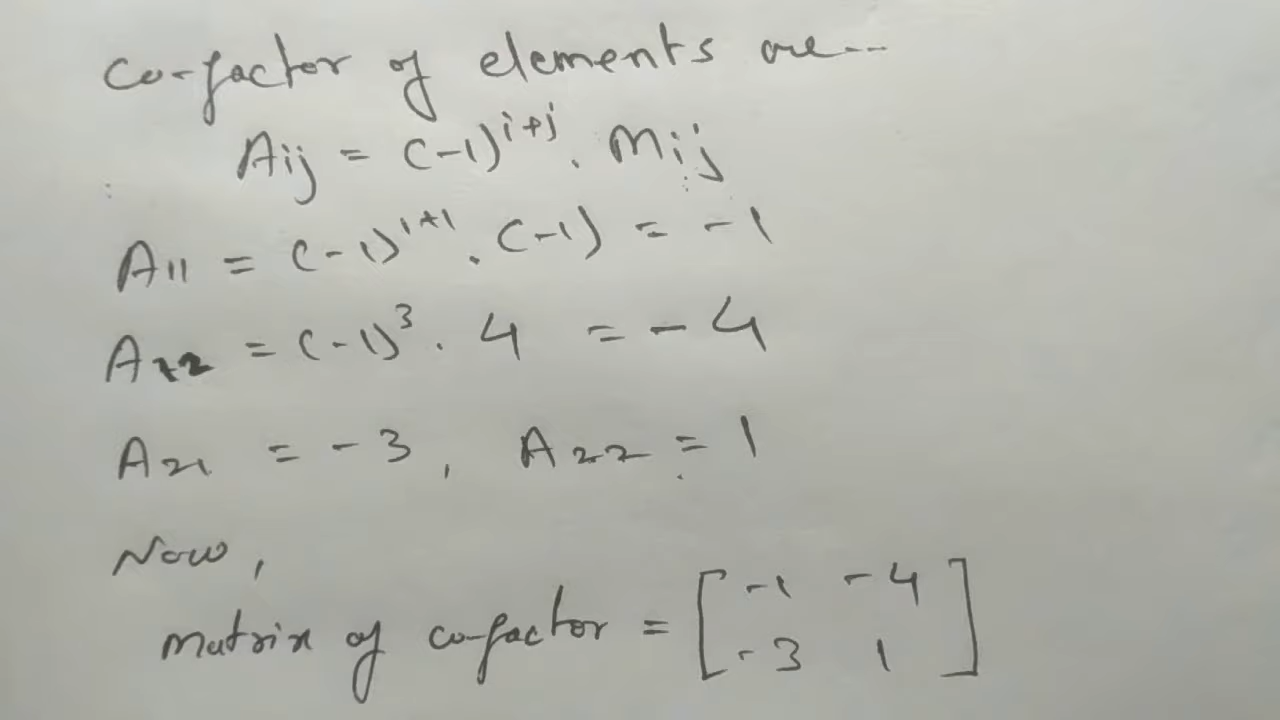 Co-factor of elements are...
Aij = (-1)^i+j . Mij
A11 = (-1)^1+1 . (-1) = -1
A12 = (-1)^3 . 4 = -4
A21 = -3, A22 = 1
Now,
matrix of co-factor = [ -1 -4
-3 1 ]